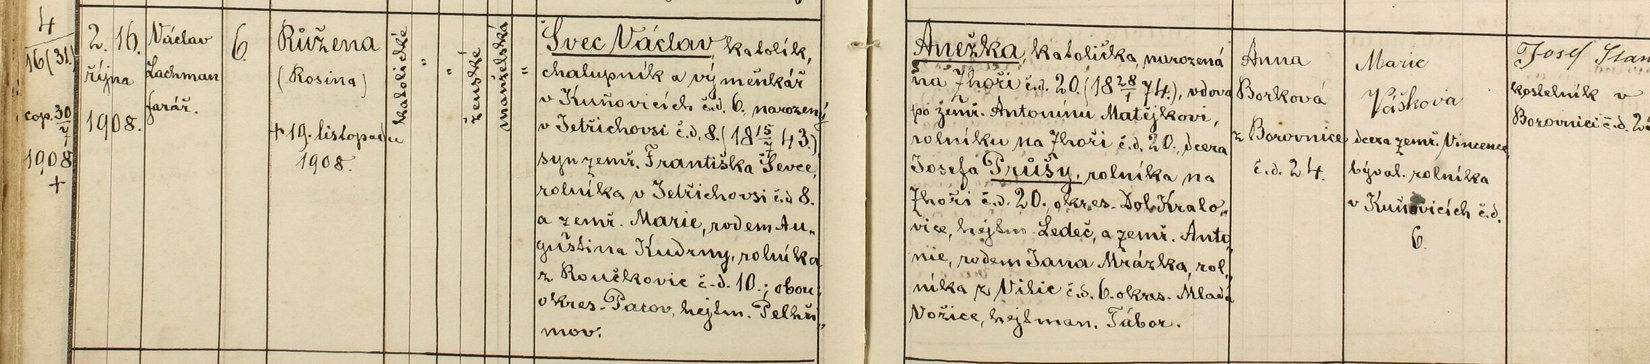 4
16 (31.
cop. 30/4
1908
+
2. 16.
října
1908.
Václav
Lachman
farář.
6.
Růžena
(Rosina)
+ 19. listopadu
1908.
katolické
"
"
ženské
manželské
"
Švec Václav, katolík,
chalupník a výměnkář
v Kuňovicích č.d. 6. narozený
v Jetřichovsi č.d. 8. (18 15/2 43.)
syn zemř. Františka Ševce,
rolníka v Jetřichovsi č.d 8.
a zemř. Marie, rodem Au„
gustina Kudrny, rolníka
z Roučkovic č.d. 10.; obou:
okres. Pacov, hejtm. Pelhři„
mov.
Anežka, katolička, narozená
na Zhoři č.d. 20. (18 28/1 74.), vdova
po zemř. Antonínu Matějkovi,
rolníku na Zhoři č.d. 20., dcera
Josefa Průšy, rolníka na
Zhoři č.d. 20. okres. Dol. Kralo„
vice, hejtm. Ledeč, a zemř. Anto
nie, rodem Jana Mrázka, rol„
níka z Vilic č.d. 6. okres. Mladá
Vožice, hejtman. Tábor.
Anna
Borková
z Borovnice
č.d. 24.
Marie
Vášková
dcera zemř. Vincence
býval. rolníka
v Kuňovicích č.d.
6.
Josef
kostelník v
Borovnici č.d.